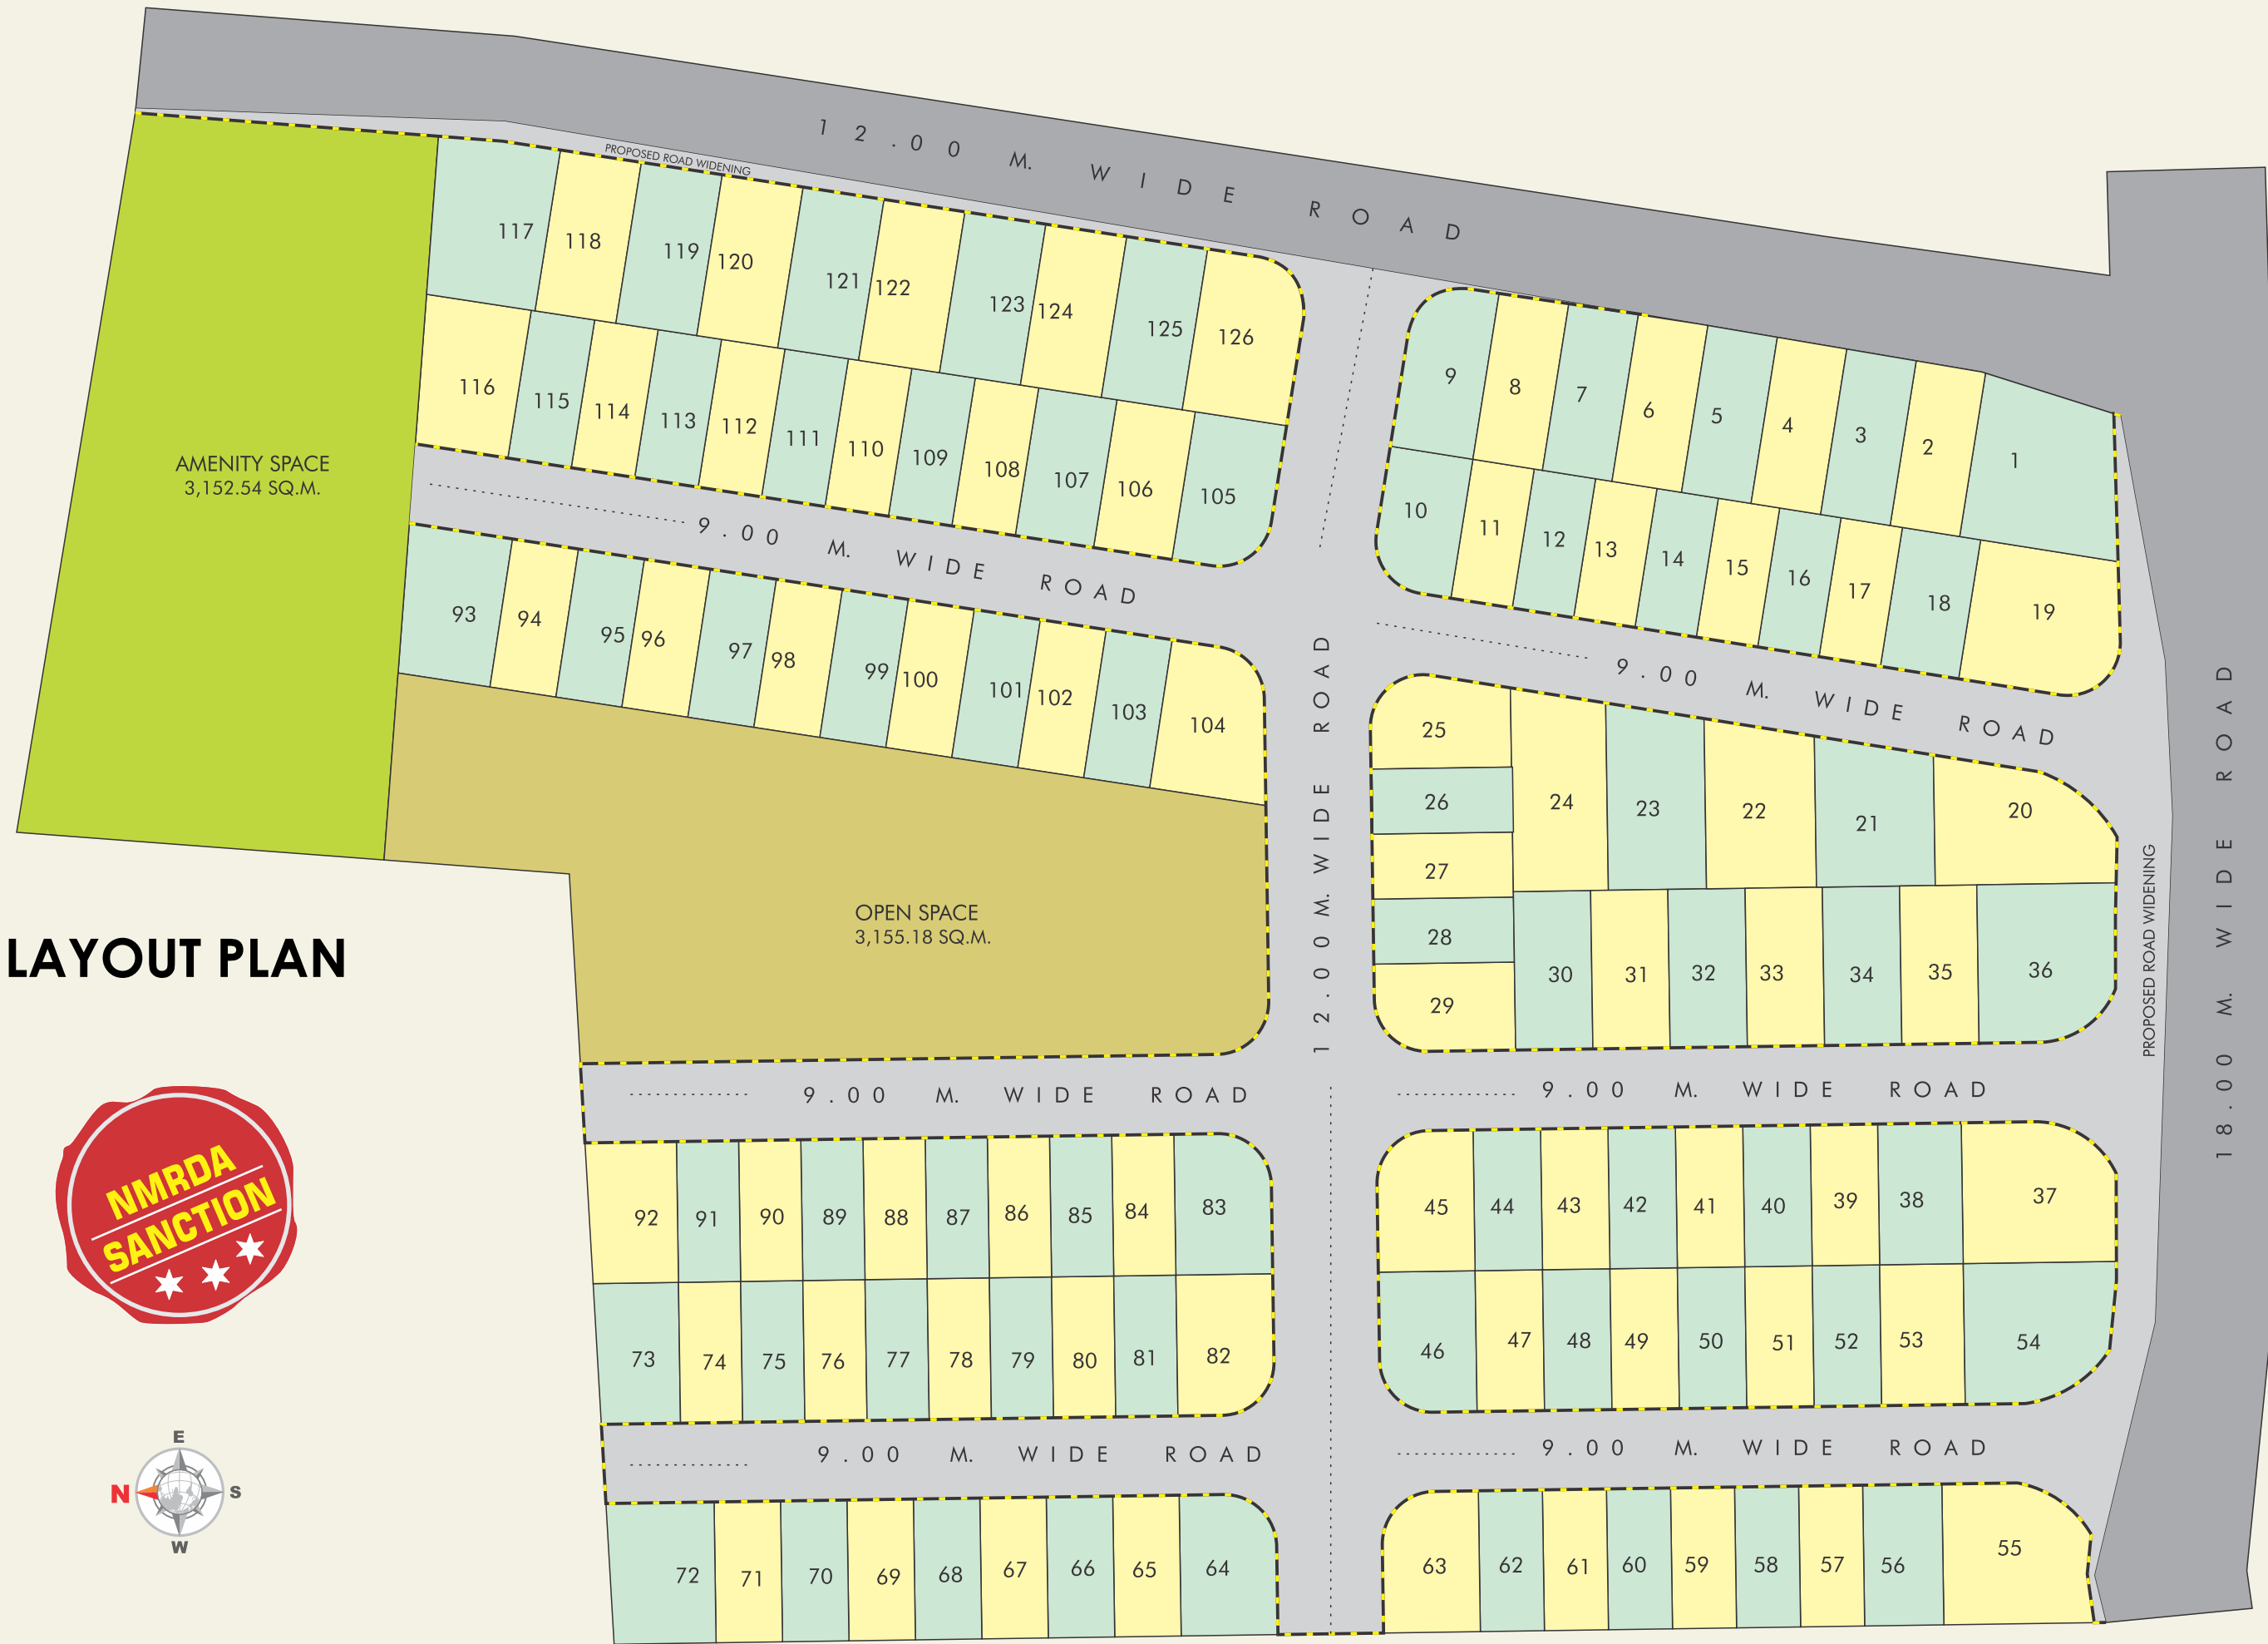 12.00 M. WIDE ROAD
PROPOSED ROAD WIDENING
117 118 119 120 121 122 123 124 125 126
116 115 114 113 112 111 110 109 108 107 106 105
9 8 7 6 5 4 3 2 1
10 11 12 13 14 15 16 17 18 19
AMENITY SPACE
3,152.54 SQ.M.
9.00 M. WIDE ROAD
93 94 95 96 97 98 99 100 101 102 103 104
9.00 M. WIDE ROAD
12.00 M. WIDE ROAD
18.00 M. WIDE ROAD
PROPOSED ROAD WIDENING
25 24 23 22 21 20
26
27
28
29 30 31 32 33 34 35 36
OPEN SPACE
3,155.18 SQ.M.
LAYOUT PLAN
9.00 M. WIDE ROAD
9.00 M. WIDE ROAD
92 91 90 89 88 87 86 85 84 83
45 44 43 42 41 40 39 38 37
73 74 75 76 77 78 79 80 81 82
46 47 48 49 50 51 52 53 54
NMRDA
SANCTION
9.00 M. WIDE ROAD
9.00 M. WIDE ROAD
E
N S
W
72 71 70 69 68 67 66 65 64
63 62 61 60 59 58 57 56 55